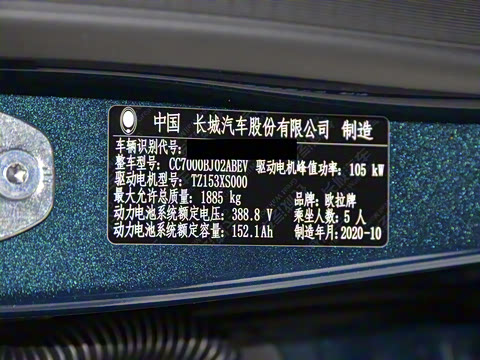 中国 长城汽车股份有限公司 制造
车辆识别代号:
整车型号: CC7000BJ02ABEV 驱动电机峰值功率: 105 kW
驱动电机型号: TZ153XS000
最大允许总质量: 1885 kg 品牌: 欧拉牌
动力电池系统额定电压: 388.8 V 乘坐人数: 5 人
动力电池系统额定容量: 152.1Ah 制造年月: 2020-10